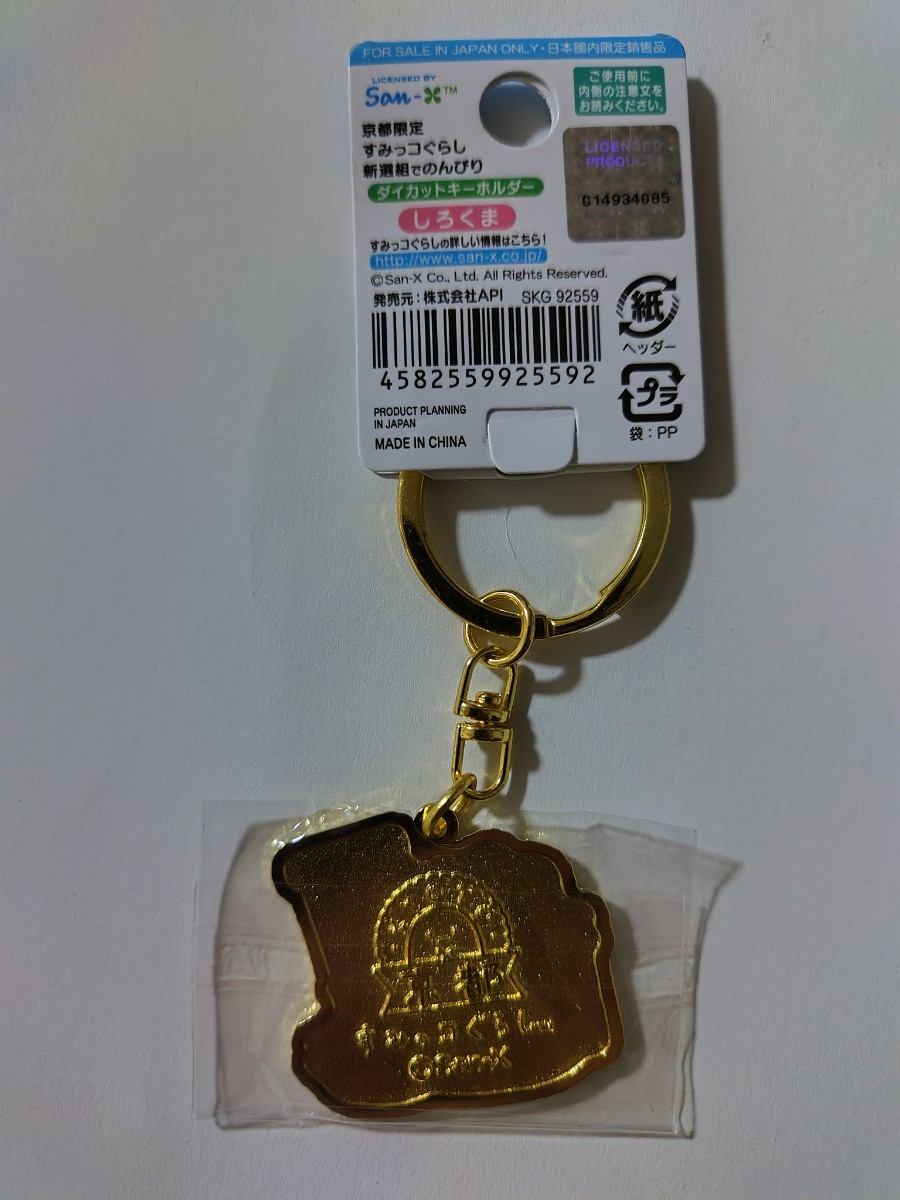 FOR SALE IN JAPAN ONLY・日本國内限定銷售品
LICENSED BY
San-X™
京都限定
すみっコぐらし
新選組でのんびり
ダイカットキーホルダー
しろくま
すみっコぐらしの詳しい情報はこちら!
http://www.san-x.co.jp/
©San-X Co., Ltd. All Rights Reserved.
発売元:株式会社API SKG 92559
4582559925592
PRODUCT PLANNING
IN JAPAN
MADE IN CHINA
ご使用前に
内側の注意文を
お読みください。
LICENSED
PRODUCTS
C14934085
紙
ヘッダー
プラ
袋:PP
京都
すみっコぐらし
©San-X